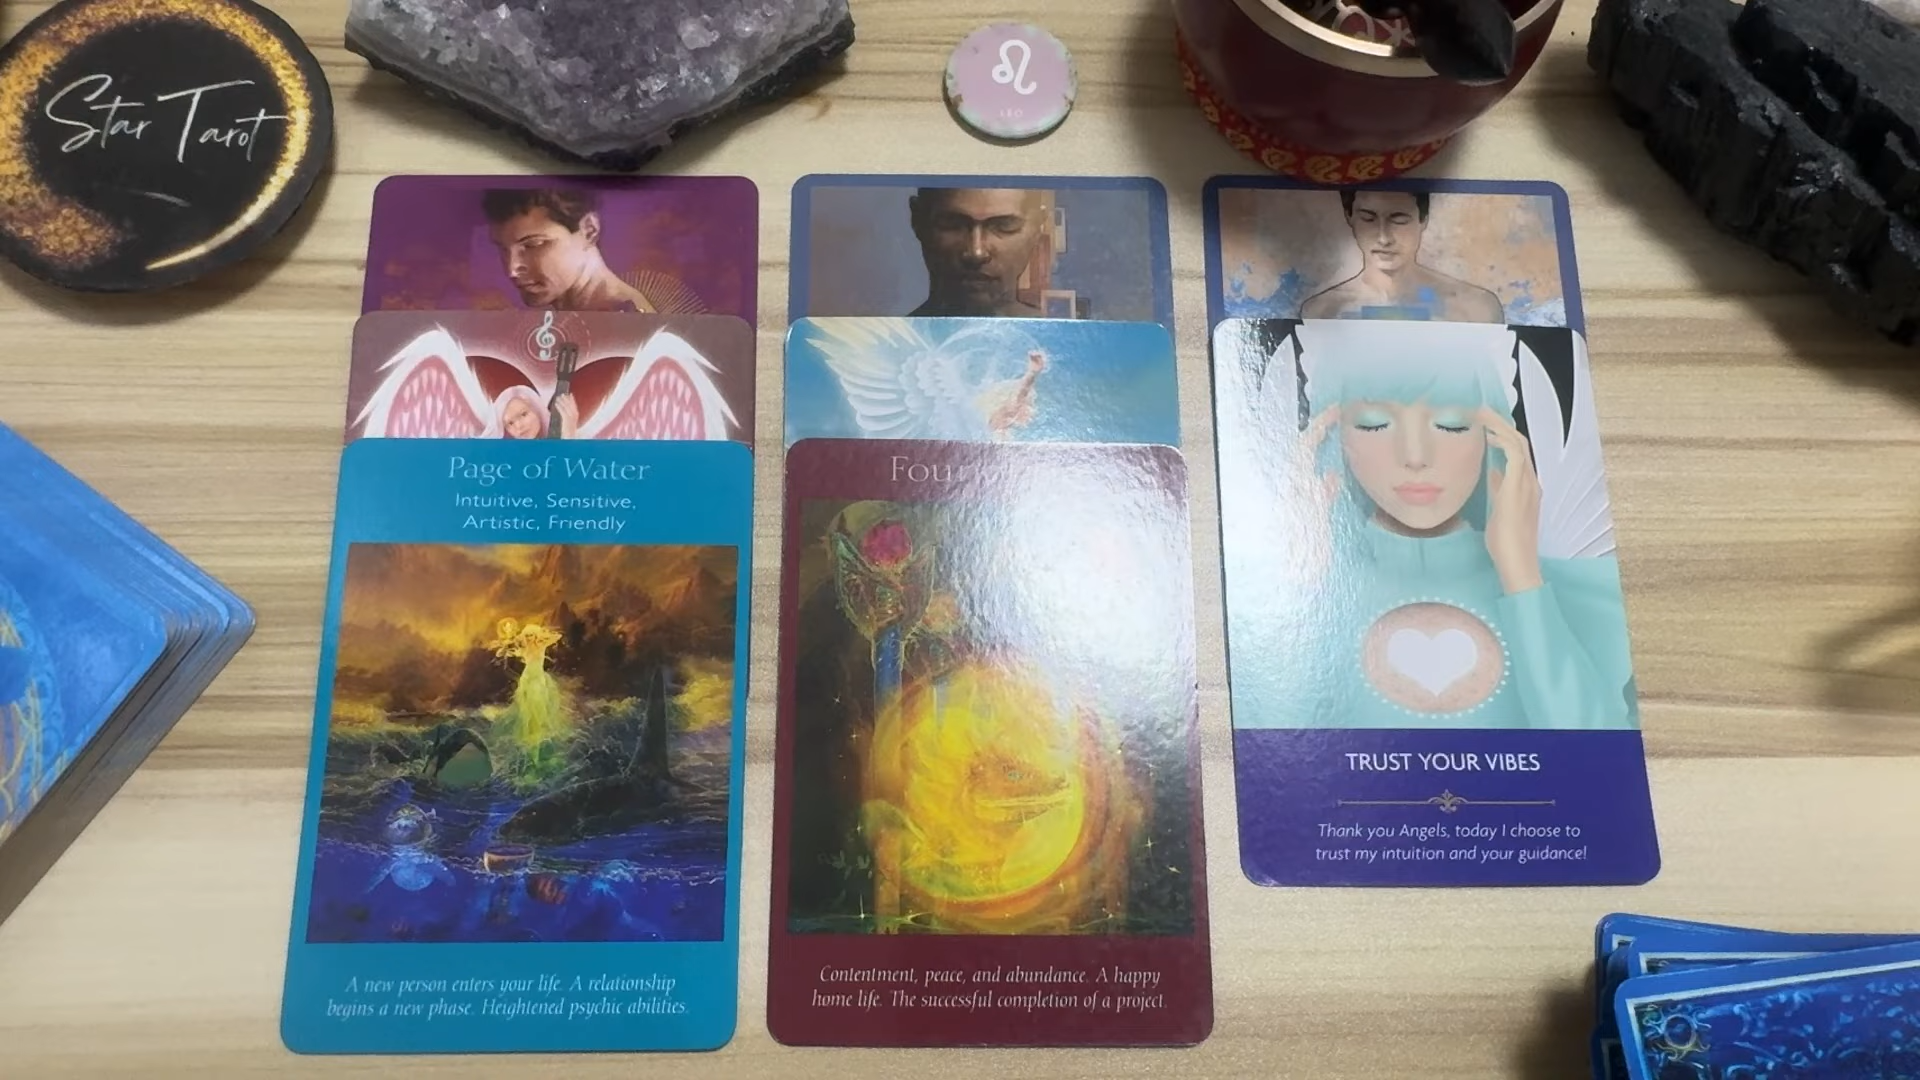 Star Tarot
LEO
Page of Water
Intuitive, Sensitive,
Artistic, Friendly
A new person enters your life. A relationship
begins a new phase. Heightened psychic abilities.
Contentment, peace, and abundance. A happy
home life. The successful completion of a project.
TRUST YOUR VIBES
Thank you Angels, today I choose to
trust my intuition and your guidance!